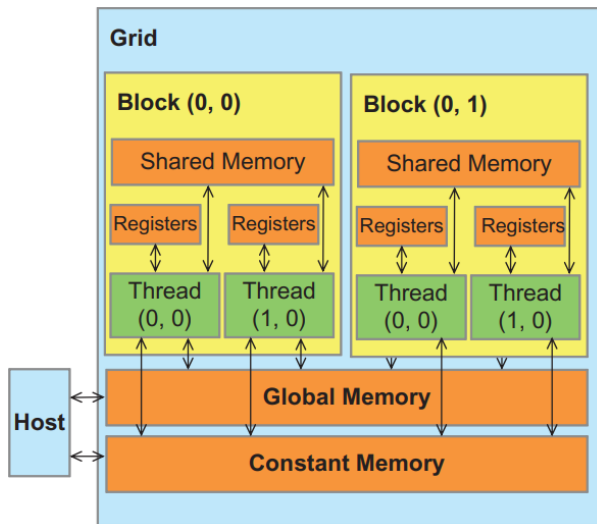 Grid
Block (0, 0)
Shared Memory
Registers
Registers
Thread
(0, 0)
Thread
(1, 0)
Block (0, 1)
Shared Memory
Registers
Registers
Thread
(0, 0)
Thread
(1, 0)
Host
Global Memory
Constant Memory